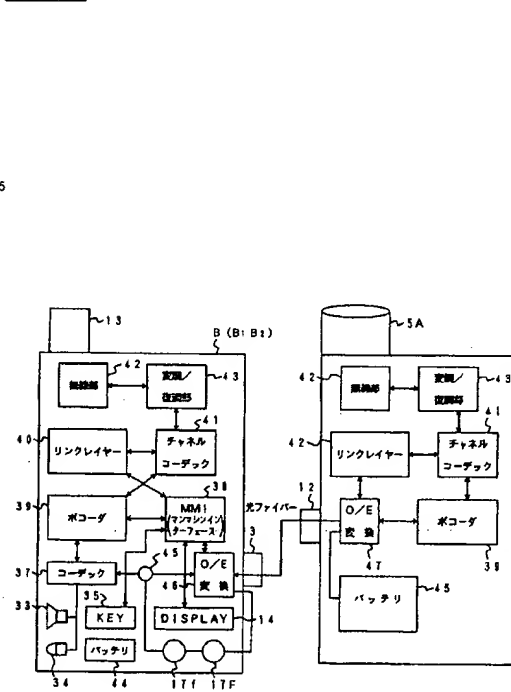 5
13
B (B1 B2)
5A
42
43
無線部
変調/
復調部
41
40
リンクレイヤー
チャネル
コーデック
38
39
ボコーダ
MMI
マンマシンイン
ターフェース
光ファイバー
3
37
コーデック
45
46
O/E
変換
33
35
KEY
DISPLAY
14
34
バッテリ
44
17f
17F
42
無線部
変調/
復調部
43
41
42
リンクレイヤー
チャネル
コーデック
12
O/E
変換
47
ボコーダ
39
バッテリ
45